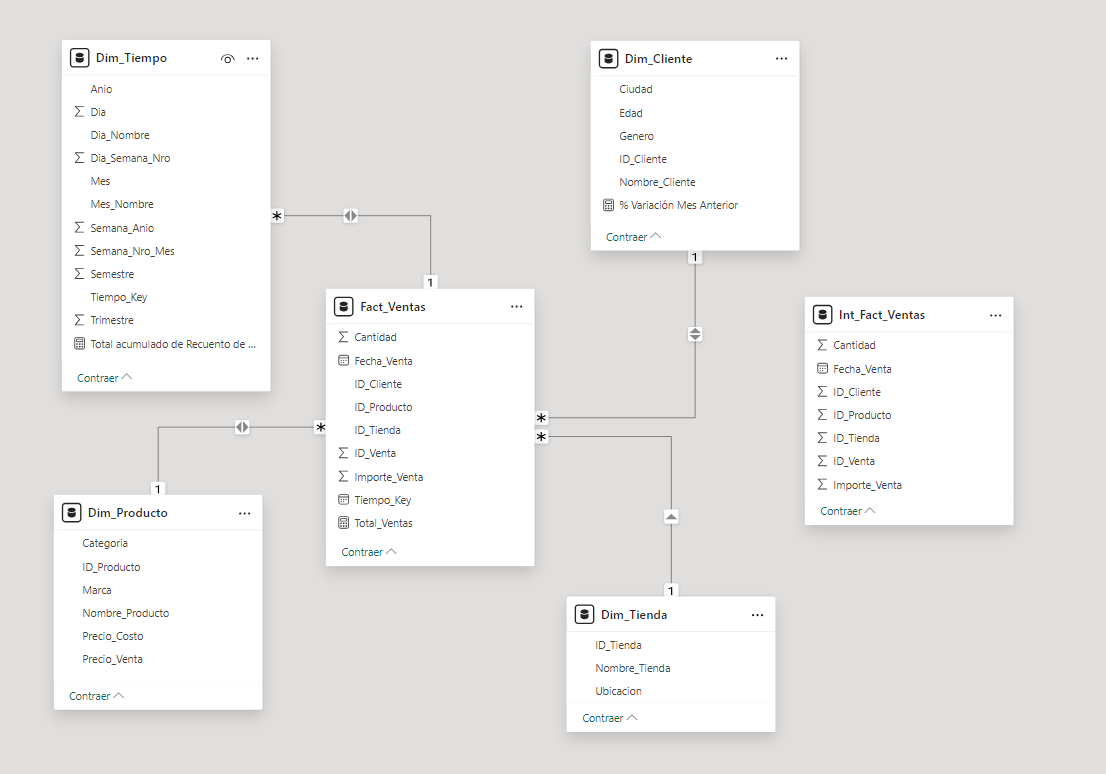 Dim_Tiempo
Anio
Dia
Dia_Nombre
Dia_Semana_Nro
Mes
Mes_Nombre
Semana_Anio
Semana_Nro_Mes
Semestre
Tiempo_Key
Trimestre
Total acumulado de Recuento de ...
Contraer
*
1
Dim_Cliente
Ciudad
Edad
Genero
ID_Cliente
Nombre_Cliente
% Variación Mes Anterior
Contraer
1
*
Fact_Ventas
Cantidad
Fecha_Venta
ID_Cliente
ID_Producto
ID_Tienda
ID_Venta
Importe_Venta
Tiempo_Key
Total_Ventas
Contraer
Int_Fact_Ventas
Cantidad
Fecha_Venta
ID_Cliente
ID_Producto
ID_Tienda
ID_Venta
Importe_Venta
Contraer
*
1
Dim_Producto
Categoria
ID_Producto
Marca
Nombre_Producto
Precio_Costo
Precio_Venta
Contraer
*
1
Dim_Tienda
ID_Tienda
Nombre_Tienda
Ubicacion
Contraer